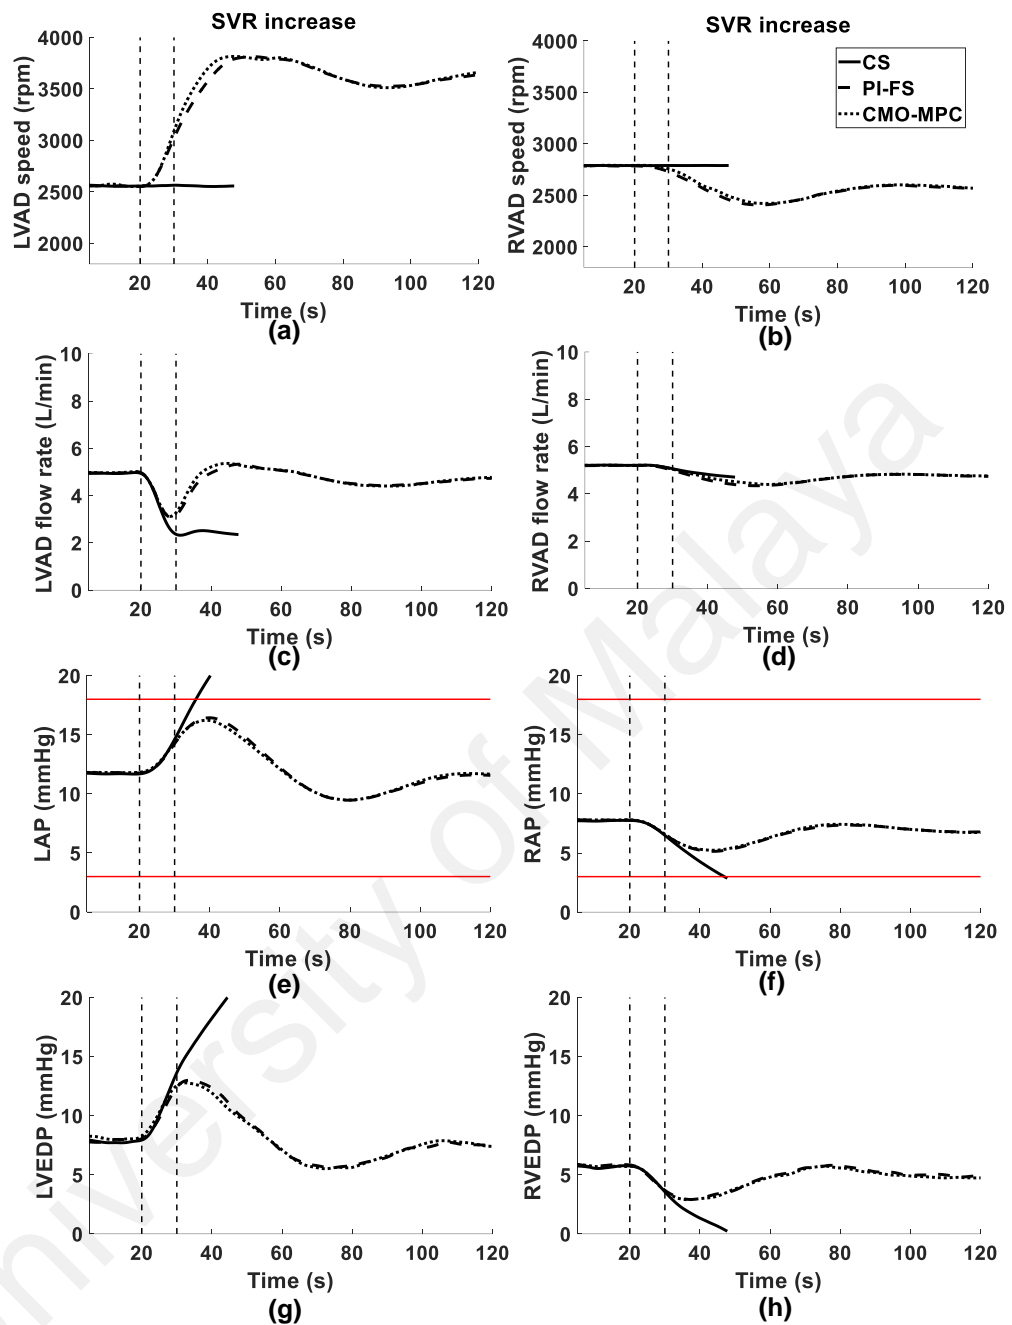 SVR increase
4000
3500
3000
2500
2000
LVAD speed (rpm)
20 40 60 80 100 120
Time (s)
(a)
SVR increase
CS
PI-FS
CMO-MPC
4000
3500
3000
2500
2000
RVAD speed (rpm)
20 40 60 80 100 120
Time (s)
(b)
10
8
6
4
2
0
LVAD flow rate (L/min)
20 40 60 80 100 120
Time (s)
(c)
10
8
6
4
2
0
RVAD flow rate (L/min)
20 40 60 80 100 120
Time (s)
(d)
20
15
10
5
0
LAP (mmHg)
20 40 60 80 100 120
Time (s)
(e)
20
15
10
5
0
RAP (mmHg)
20 40 60 80 100 120
Time (s)
(f)
20
15
10
5
0
LVEDP (mmHg)
20 40 60 80 100 120
Time (s)
(g)
20
15
10
5
0
RVEDP (mmHg)
20 40 60 80 100 120
Time (s)
(h)
University of Malaya